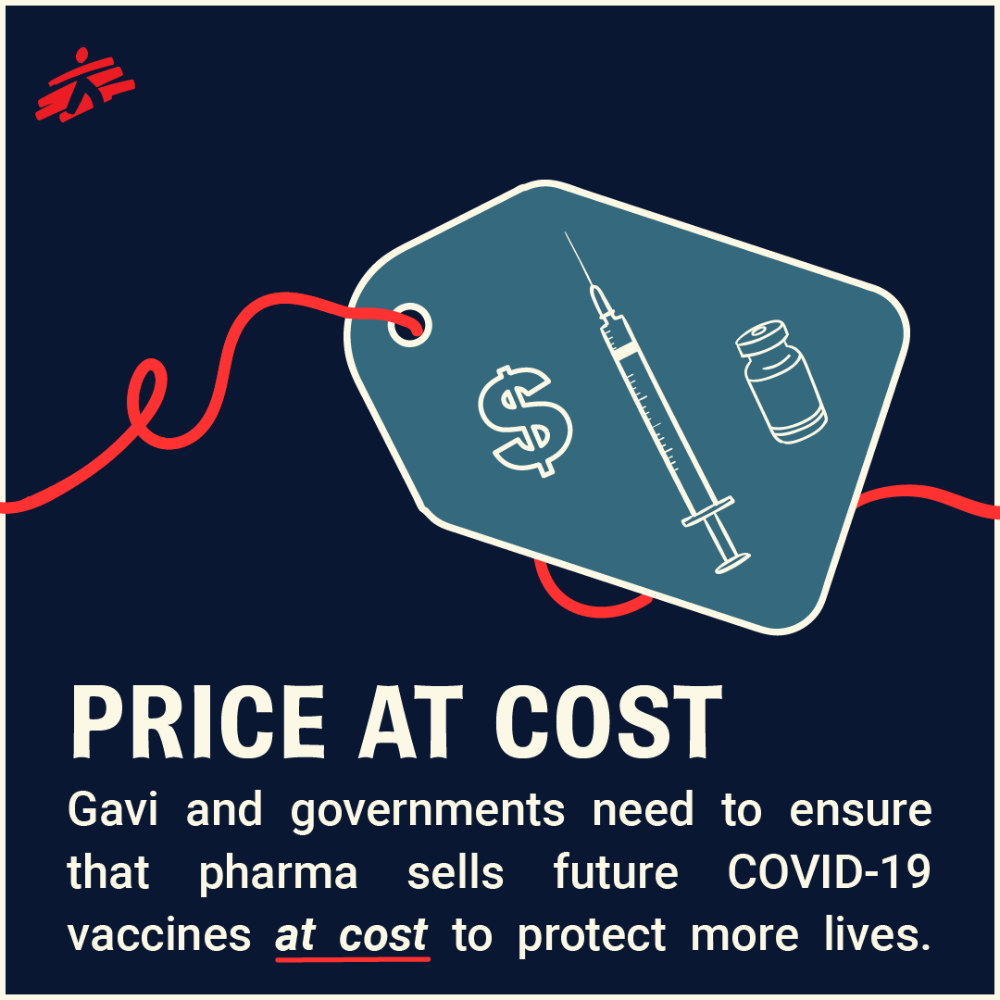 $
PRICE AT COST
Gavi and governments need to ensure
that pharma sells future COVID-19
vaccines at cost to protect more lives.